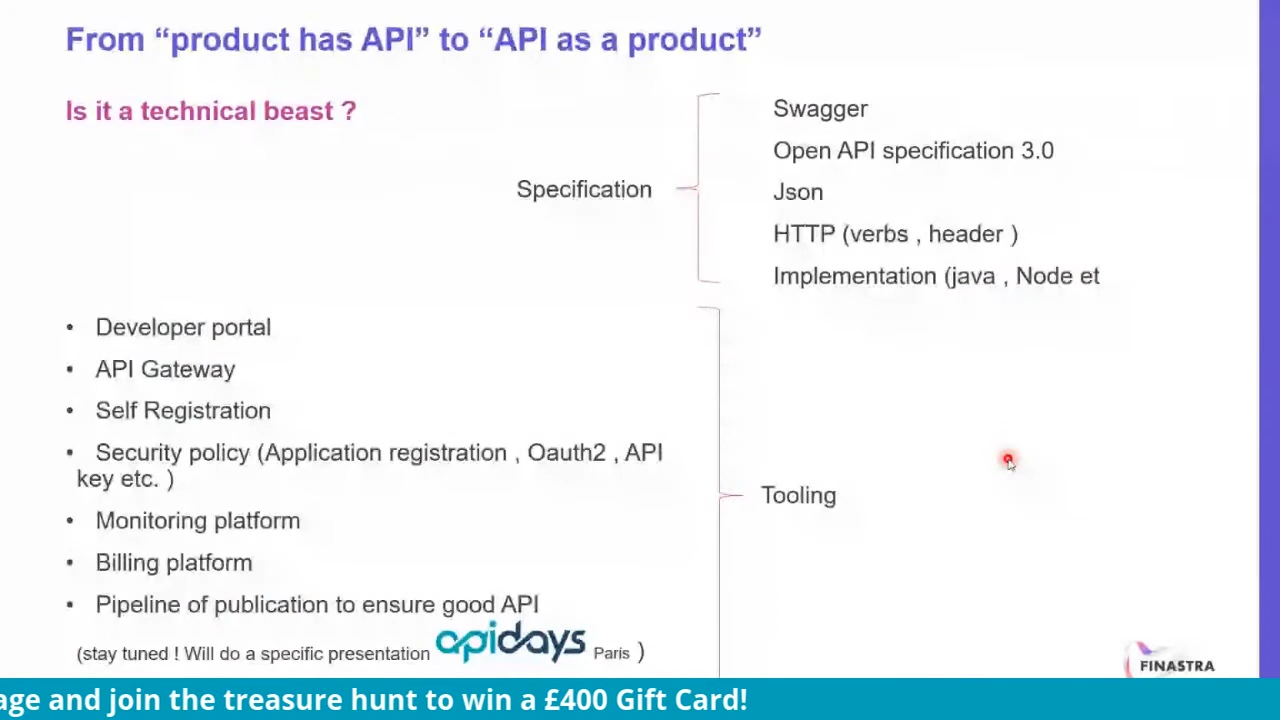 From “product has API” to “API as a product”
Is it a technical beast ?
Specification
Swagger
Open API specification 3.0
Json
HTTP (verbs , header )
Implementation (java , Node et
• Developer portal
• API Gateway
• Self Registration
• Security policy (Application registration , Oauth2 , API
key etc. )
• Monitoring platform
• Billing platform
• Pipeline of publication to ensure good API
(stay tuned ! Will do a specific presentation apidays Paris )
Tooling
FINASTRA
age and join the treasure hunt to win a £400 Gift Card!